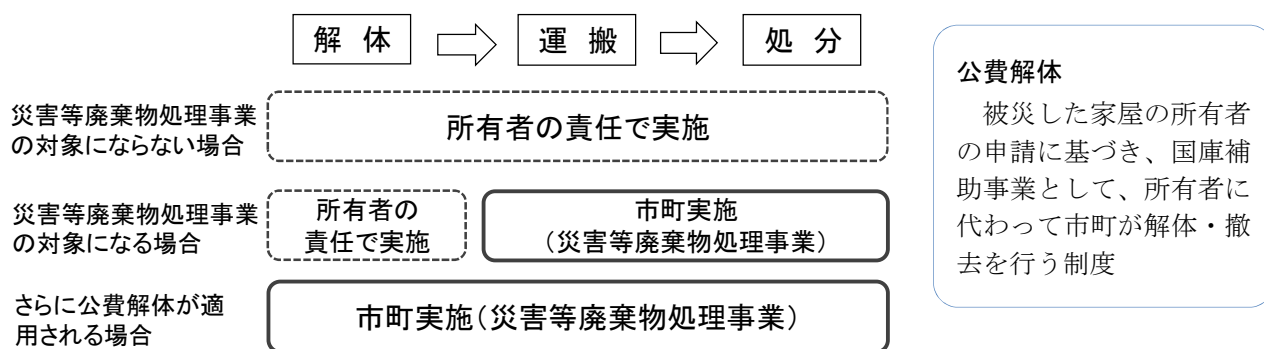 解 体
運 搬
処 分
災害等廃棄物処理事業
の対象にならない場合
所有者の責任で実施
災害等廃棄物処理事業
の対象になる場合
所有者の
責任で実施
市町実施
(災害等廃棄物処理事業)
さらに公費解体が適
用される場合
市町実施(災害等廃棄物処理事業)
公費解体
被災した家屋の所有者
の申請に基づき、国庫補
助事業として、所有者に
代わって市町が解体・撤
去を行う制度